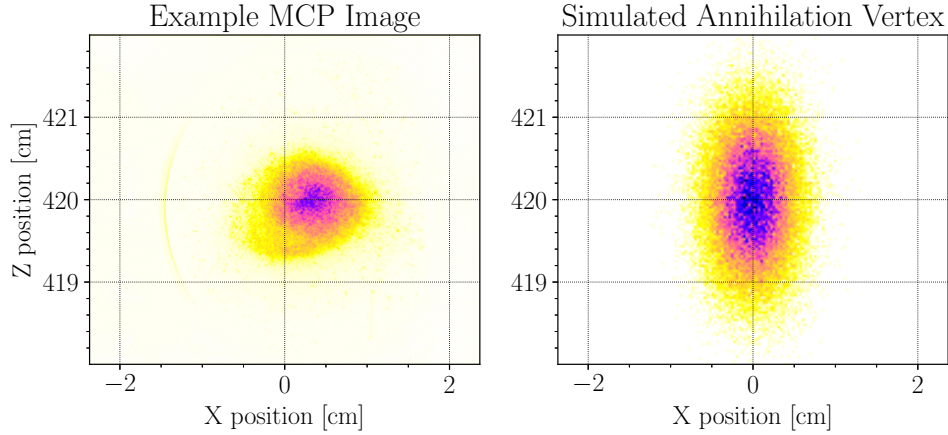 Example MCP Image
Simulated Annihilation Vertex
Z position [cm]
421
420
419
−2
0
2
X position [cm]
421
420
419
−2
0
2
X position [cm]